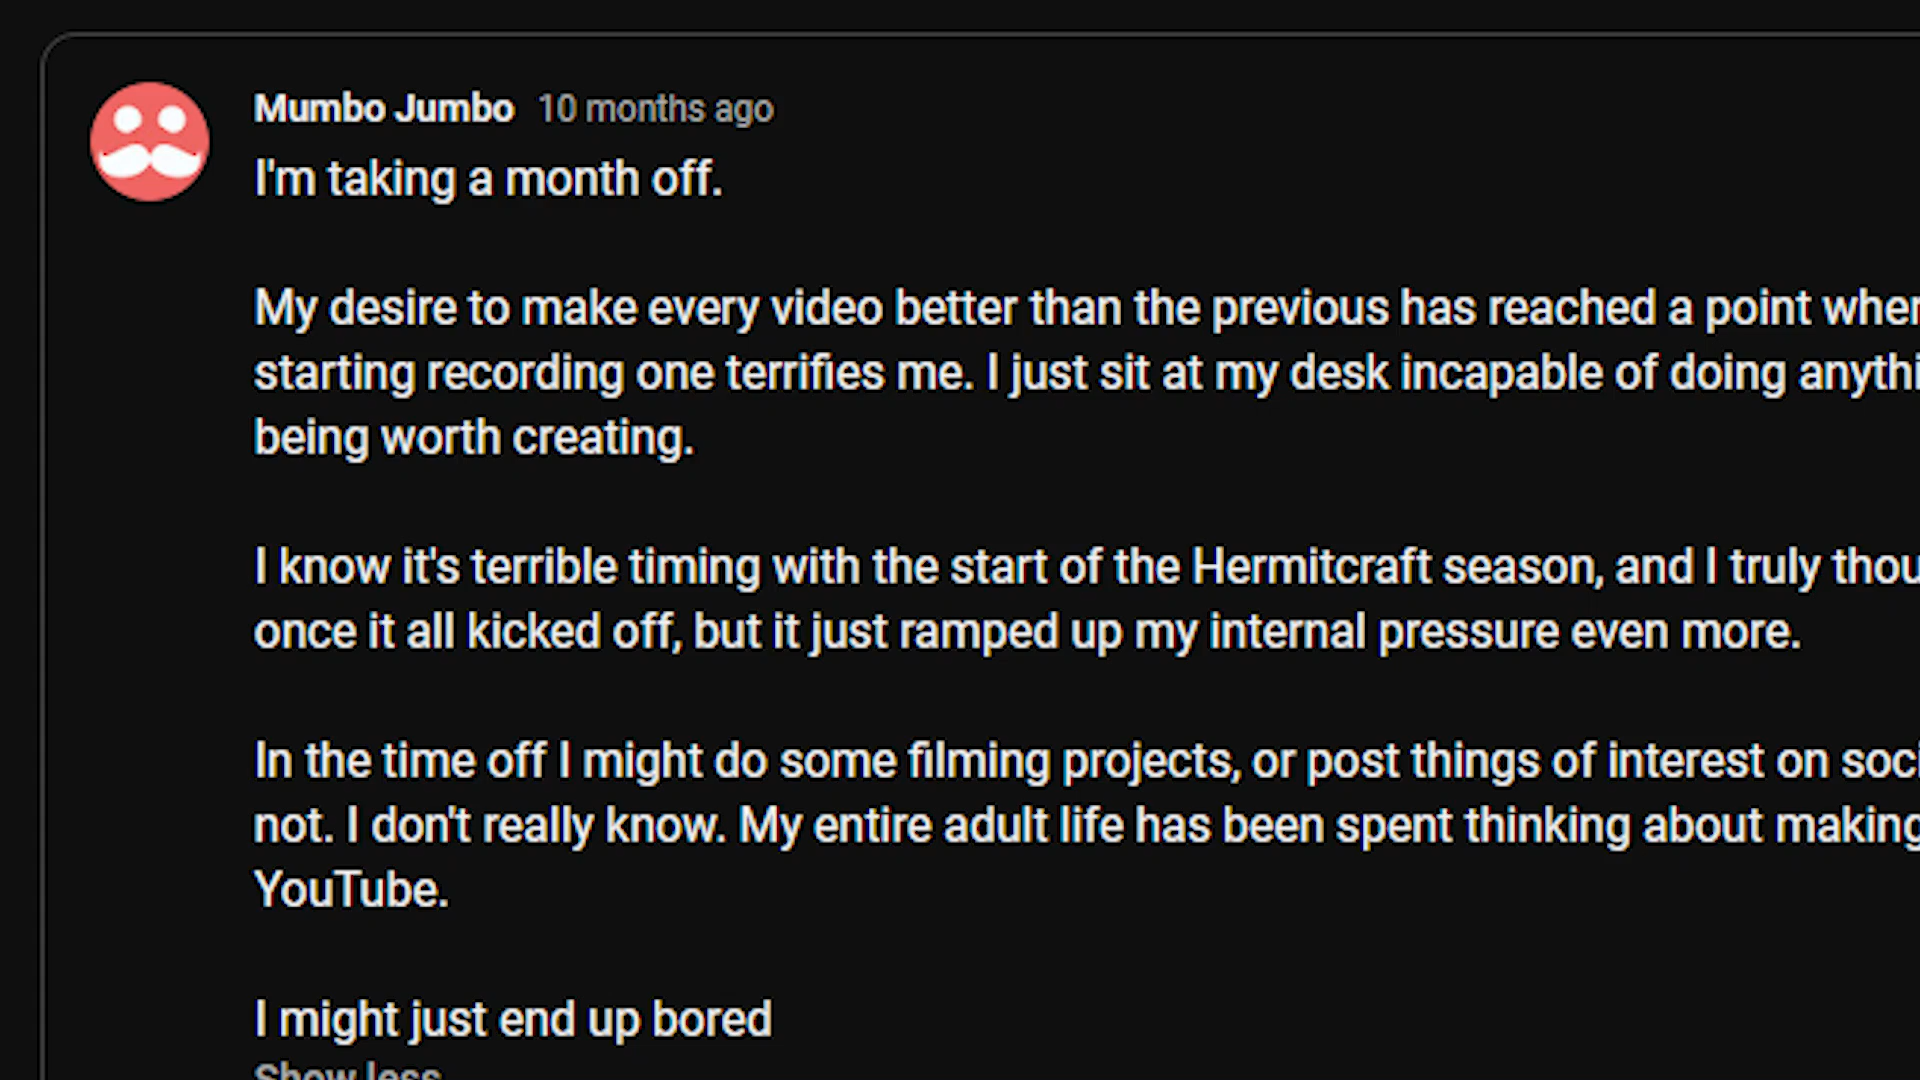 Mumbo Jumbo 10 months ago
I'm taking a month off.
My desire to make every video better than the previous has reached a point
starting recording one terrifies me. I just sit at my desk incapable of doing
being worth creating.
I know it's terrible timing with the start of the Hermitcraft season, and I truly
once it all kicked off, but it just ramped up my internal pressure even more.
In the time off I might do some filming projects, or post things of interest on
not. I don't really know. My entire adult life has been spent thinking about making
YouTube.
I might just end up bored
Show less